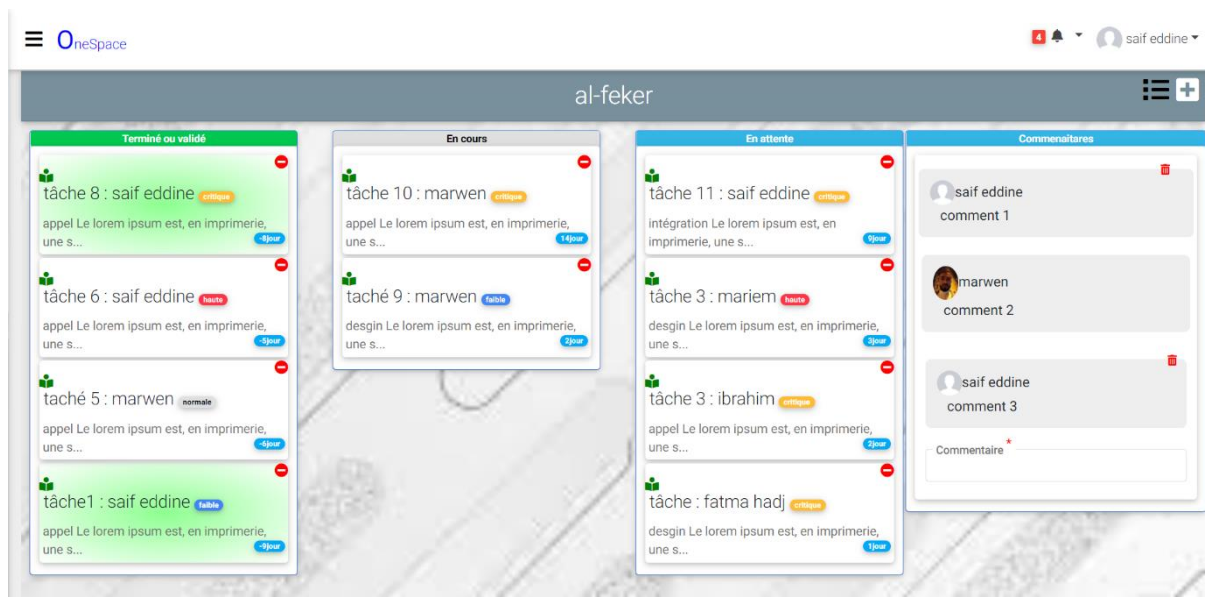 OneSpace
4
saif eddine
al-feker
Terminé ou validé
tâche 8 : saif eddine critique
appel Le lorem ipsum est, en imprimerie,
une s... -8jour
tâche 6 : saif eddine haute
appel Le lorem ipsum est, en imprimerie,
une s... -5jour
taché 5 : marwen normale
appel Le lorem ipsum est, en imprimerie,
une s... -6jour
tâche1 : saif eddine faible
appel Le lorem ipsum est, en imprimerie,
une s... -9jour
En cours
tâche 10 : marwen critique
appel Le lorem ipsum est, en imprimerie,
une s... 14jour
taché 9 : marwen faible
desgin Le lorem ipsum est, en imprimerie,
une s... 2jour
En attente
tâche 11 : saif eddine critique
intégration Le lorem ipsum est, en
imprimerie, une s... 9jour
tâche 3 : mariem haute
desgin Le lorem ipsum est, en imprimerie,
une s... 3jour
tâche 3 : ibrahim critique
appel Le lorem ipsum est, en imprimerie,
une s... 2jour
tâche : fatma hadj critique
desgin Le lorem ipsum est, en imprimerie,
une s... 1jour
Commenaitares
saif eddine
comment 1
marwen
comment 2
saif eddine
comment 3
Commentaire *